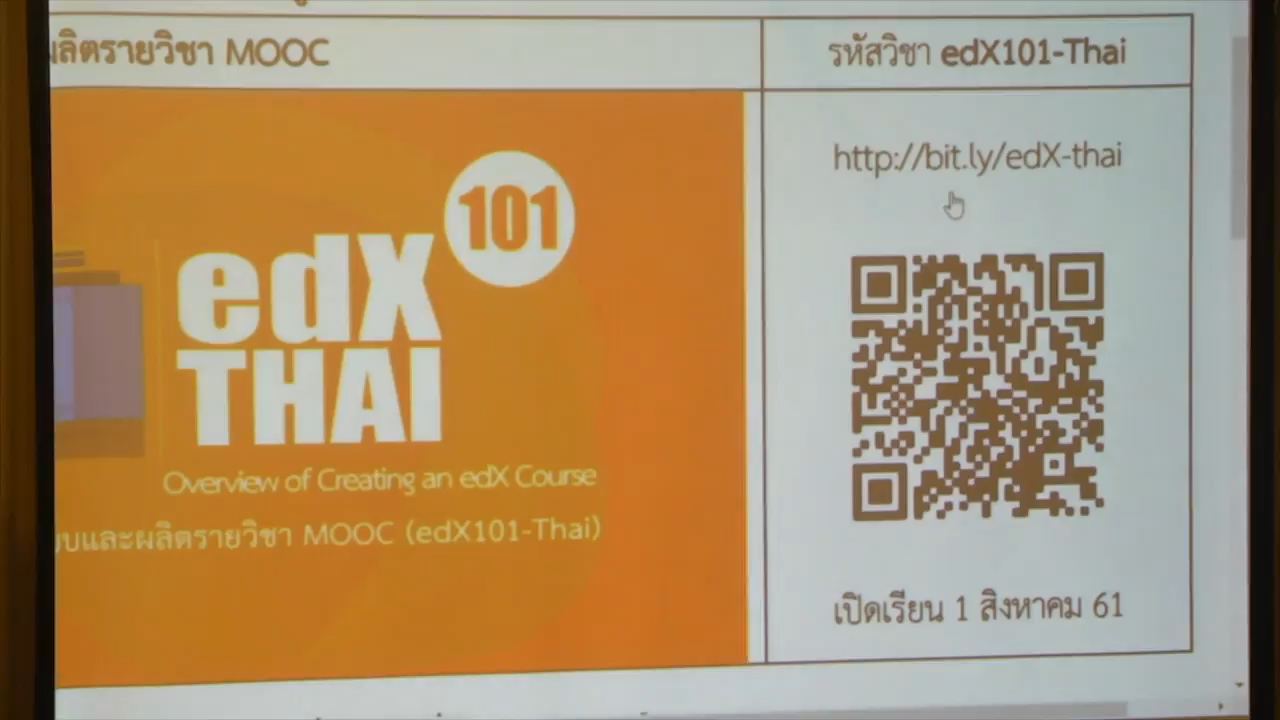 ผลิตรายวิชา MOOC
รหัสวิชา edX101-Thai
101
edX
THAI
Overview of Creating an edX Course
และผลิตรายวิชา MOOC (edX101-Thai)
http://bit.ly/edX-thai
เปิดเรียน 1 สิงหาคม 61